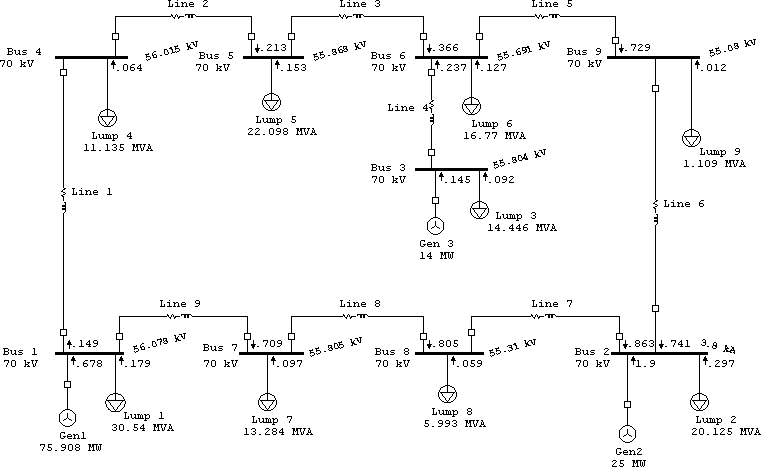 Line 2
Line 3
Line 5
Bus 4
70 kV
56.015 kV
.064
Bus 5
70 kV
.213
.153
55.868 kV
Bus 6
70 kV
.366
.237
.127
55.691 kV
Bus 9
70 kV
.729
.012
55.08 kV
Lump 4
11.135 MVA
Lump 5
22.098 MVA
Line 4
Lump 6
16.77 MVA
Lump 9
1.109 MVA
Bus 3
70 kV
.145
.092
55.804 kV
Line 1
Line 6
Gen 3
14 MW
Lump 3
14.446 MVA
Line 9
Line 8
Line 7
Bus 1
70 kV
.149
.678
.179
56.078 kV
Bus 7
70 kV
.709
.097
55.805 kV
Bus 8
70 kV
.805
.059
55.31 kV
Bus 2
70 kV
.863
.741
1.9
.297
3.8 kA
Gen1
75.908 MW
Lump 1
30.54 MVA
Lump 7
13.284 MVA
Lump 8
5.993 MVA
Gen2
25 MW
Lump 2
20.125 MVA